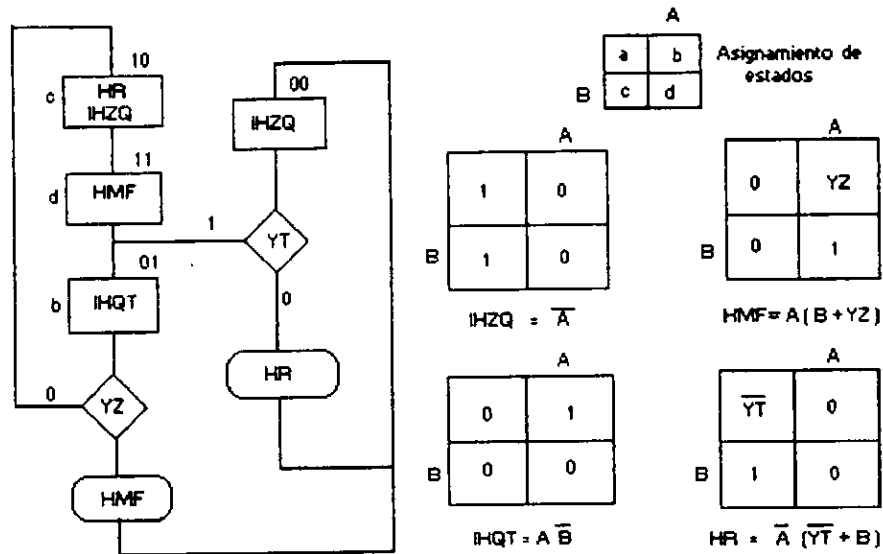 10
c
HR
IHZQ
11
d
HMF
01
b
IHQT
0
YZ
HMF
1
00
IHZQ
YT
0
HR
A
a b
B c d
Asignamiento de
estados
A
1 0
B 1 0
IHZQ = A̅
A
0 YZ
B 0 1
HMF= A ( B + YZ )
A
0 1
B 0 0
IHQT = A B̅
A
Y̅T̅ 0
B 1 0
HR = A̅ (Y̅T̅ + B)